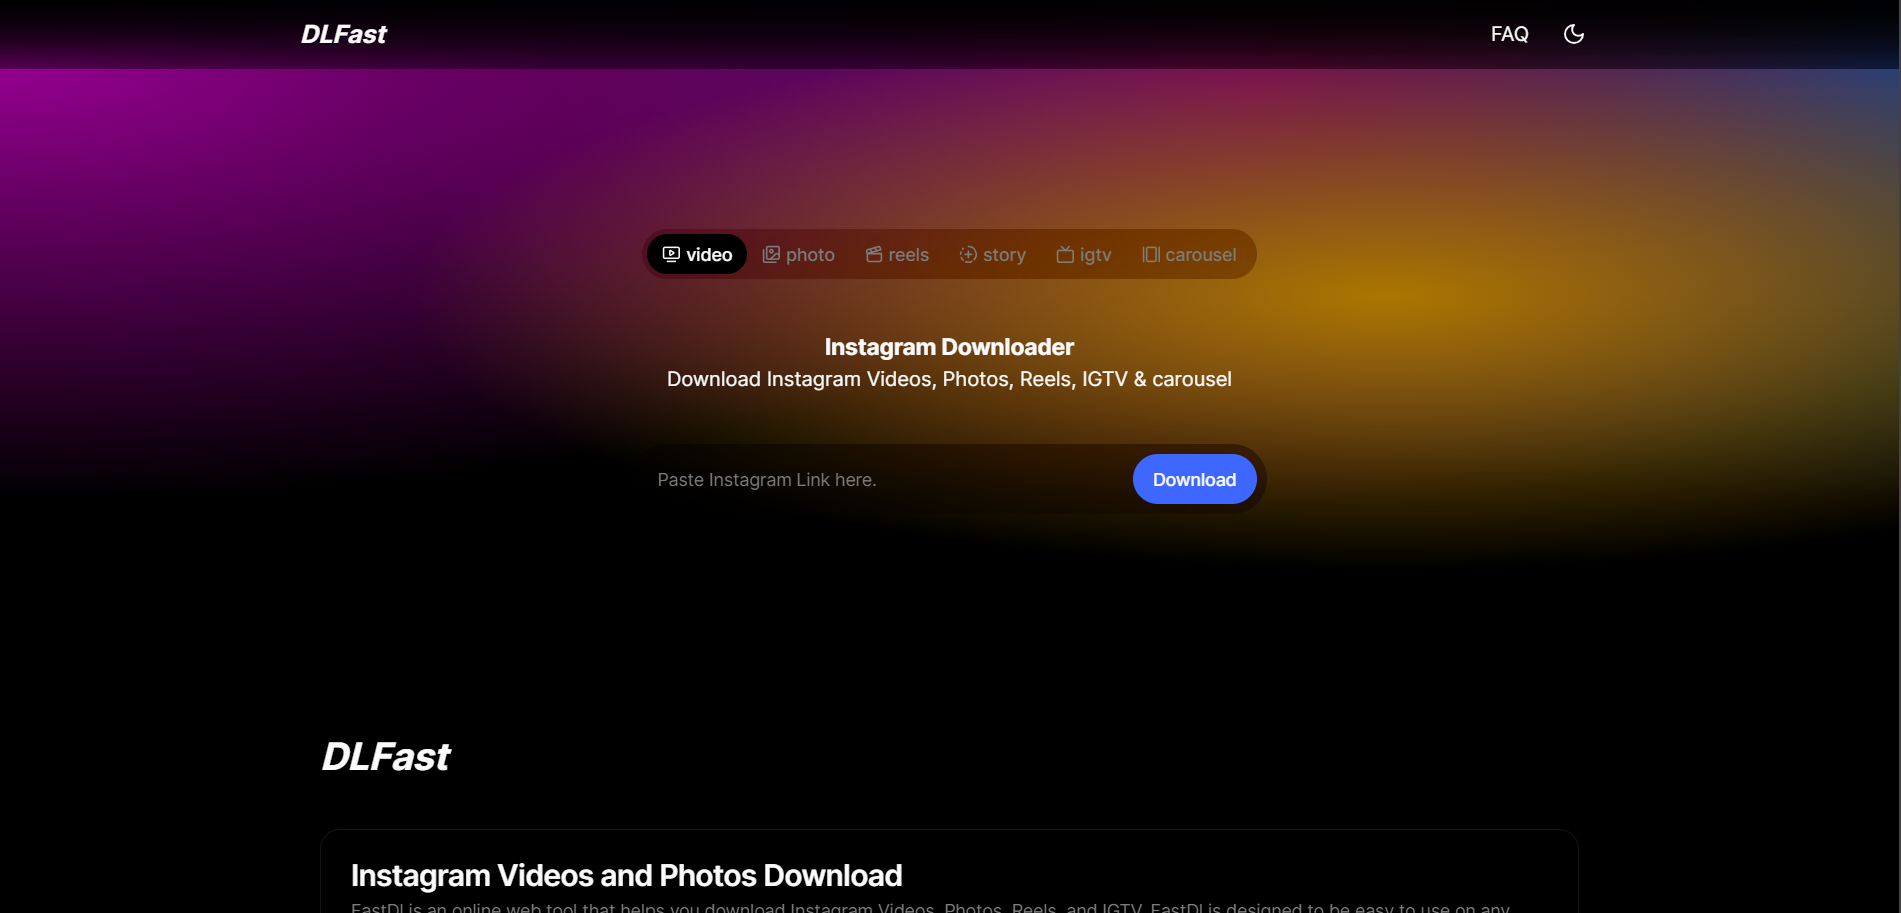 DLFast
FAQ
video photo reels story igtv carousel
Instagram Downloader
Download Instagram Videos, Photos, Reels, IGTV & carousel
Paste Instagram Link here.
Download
DLFast
Instagram Videos and Photos Download
FastDl is an online web tool that helps you download Instagram Videos, Photos, Reels, and IGTV. FastDl is designed to be easy to use on any